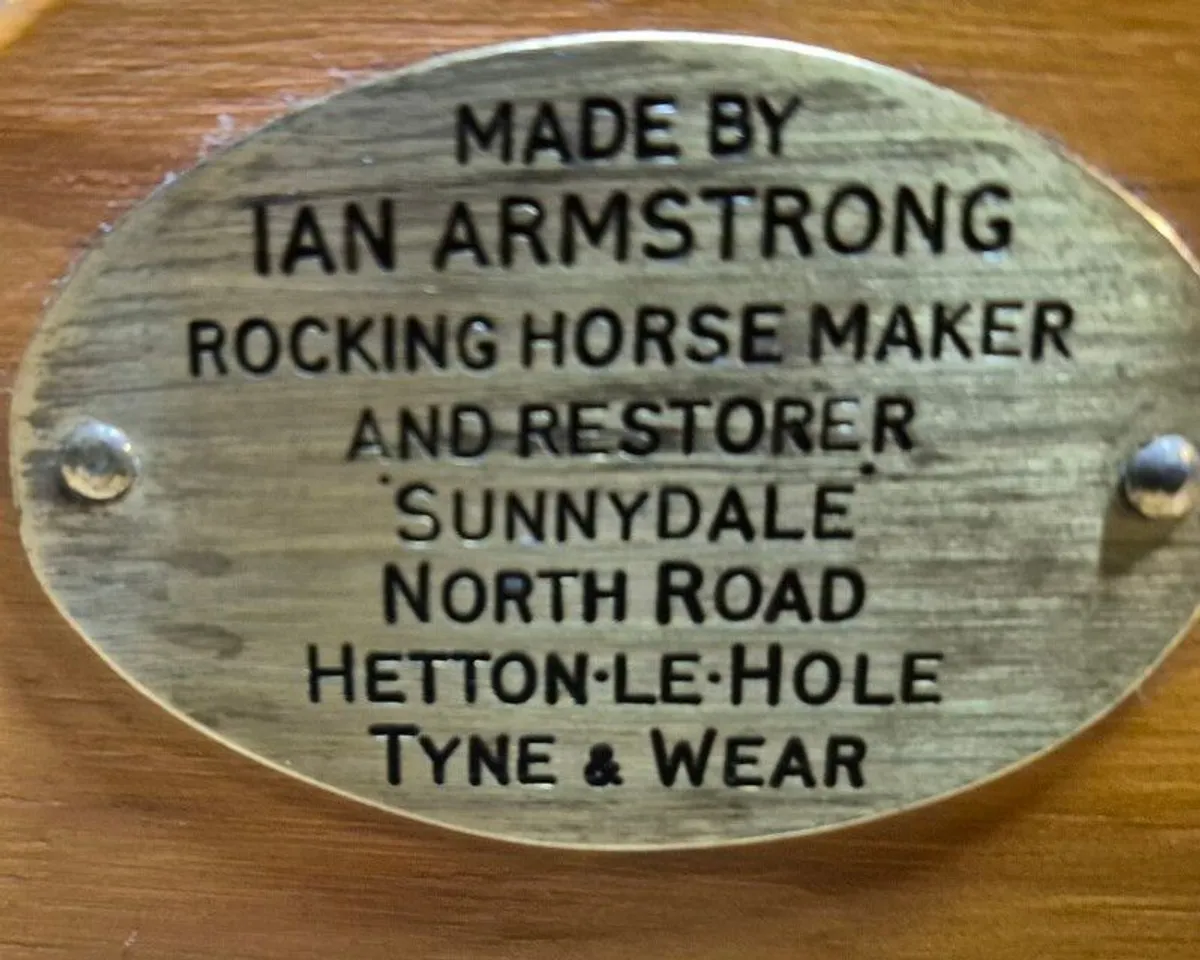 MADE BY
IAN ARMSTRONG
ROCKING HORSE MAKER
AND RESTORER
"SUNNYDALE"
NORTH ROAD
HETTON·LE·HOLE
TYNE & WEAR